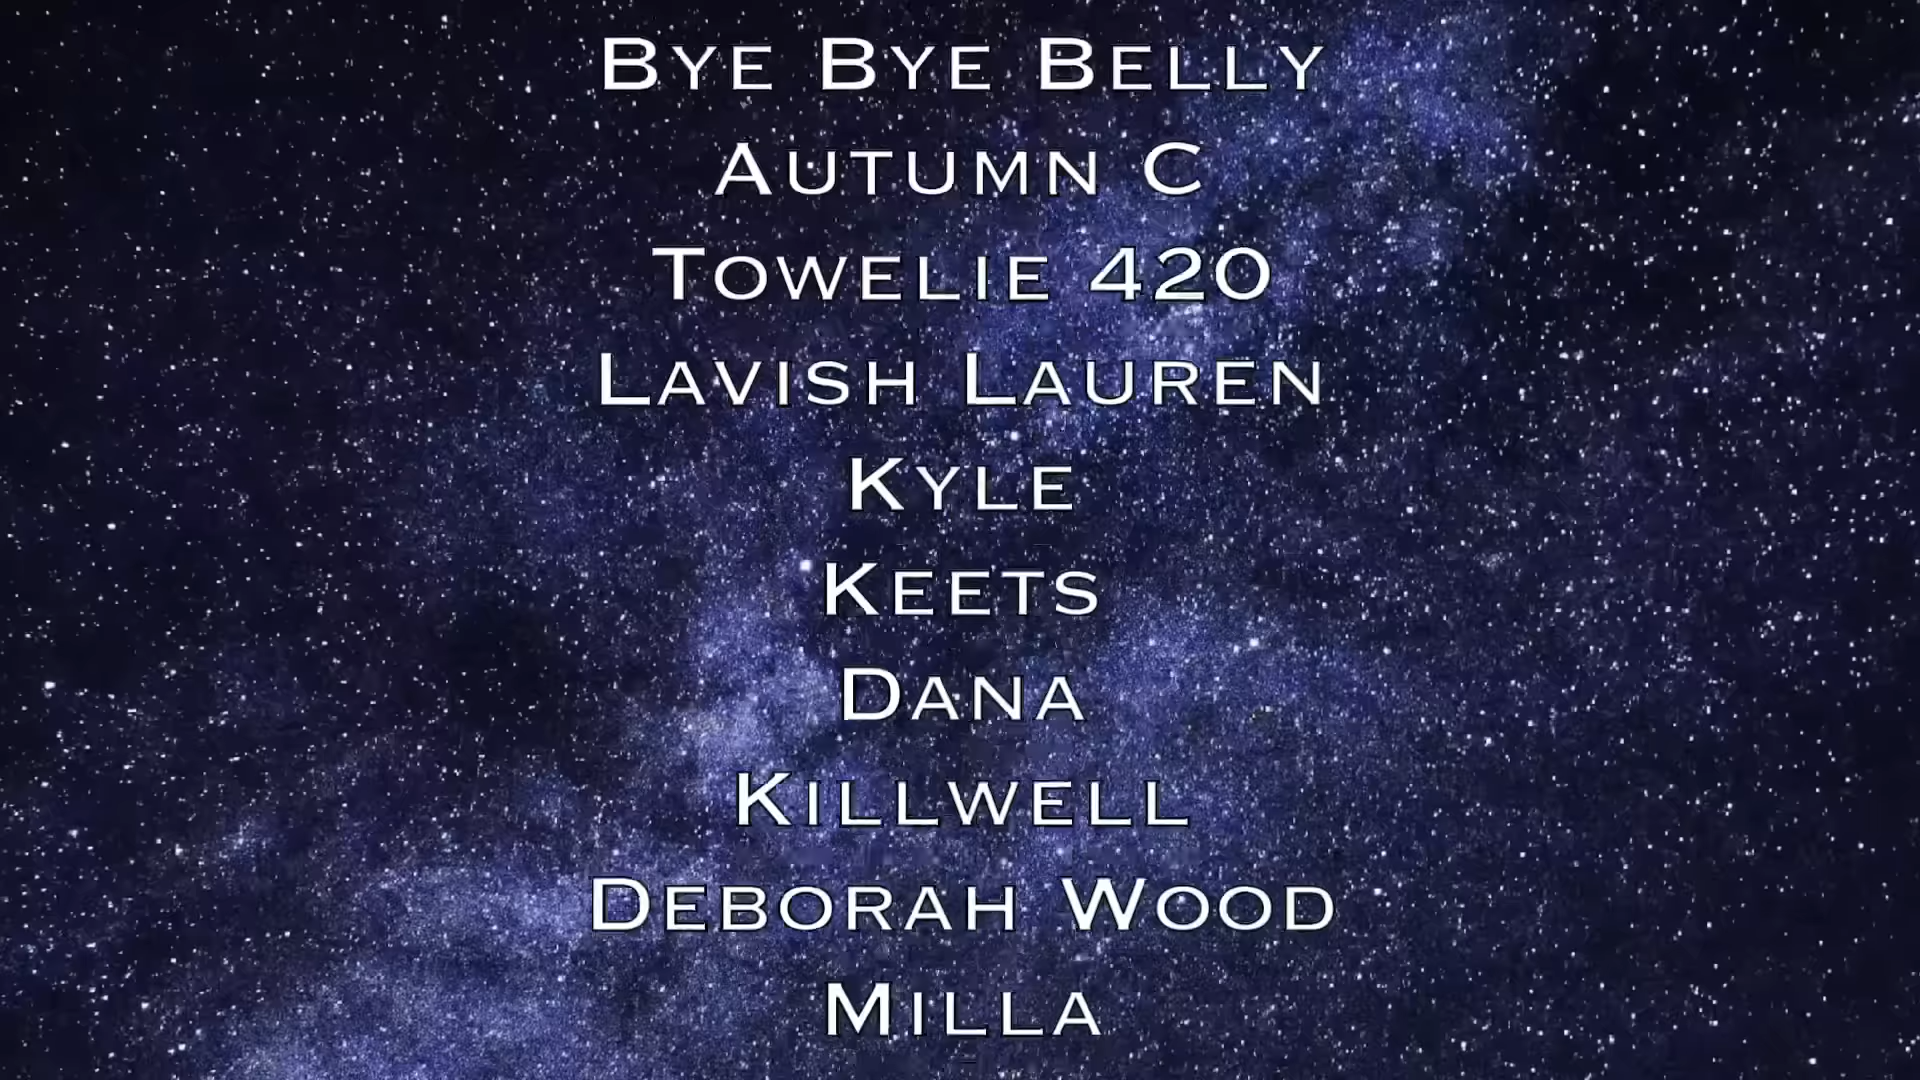 Bye Bye Belly
Autumn C
Towelie 420
Lavish Lauren
Kyle
Keets
Dana
Killwell
Deborah Wood
Milla